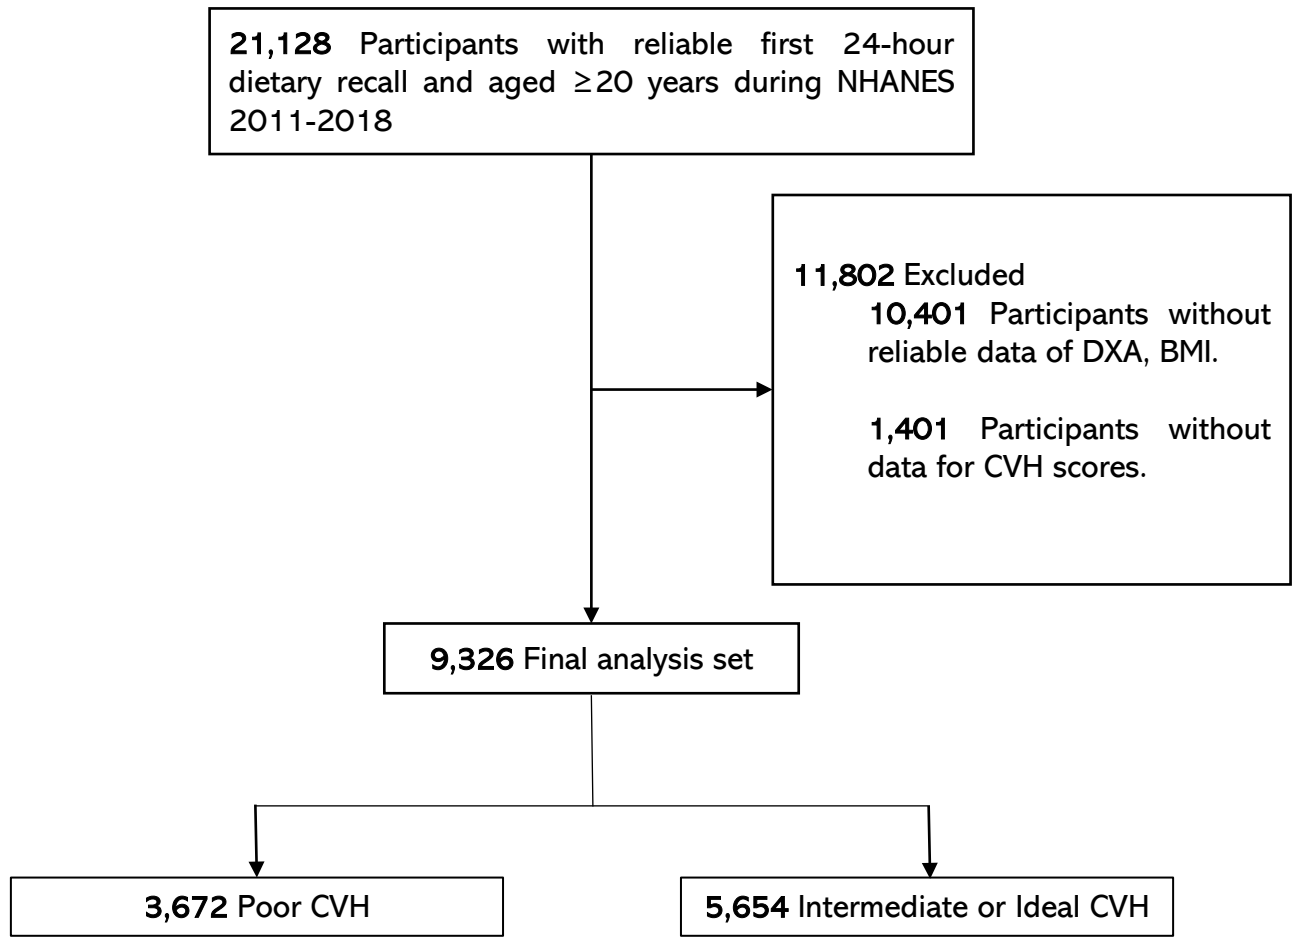 21,128 Participants with reliable first 24-hour
dietary recall and aged ≥20 years during NHANES
2011-2018
11,802 Excluded
10,401 Participants without
reliable data of DXA, BMI.
1,401 Participants without
data for CVH scores.
9,326 Final analysis set
3,672 Poor CVH
5,654 Intermediate or Ideal CVH